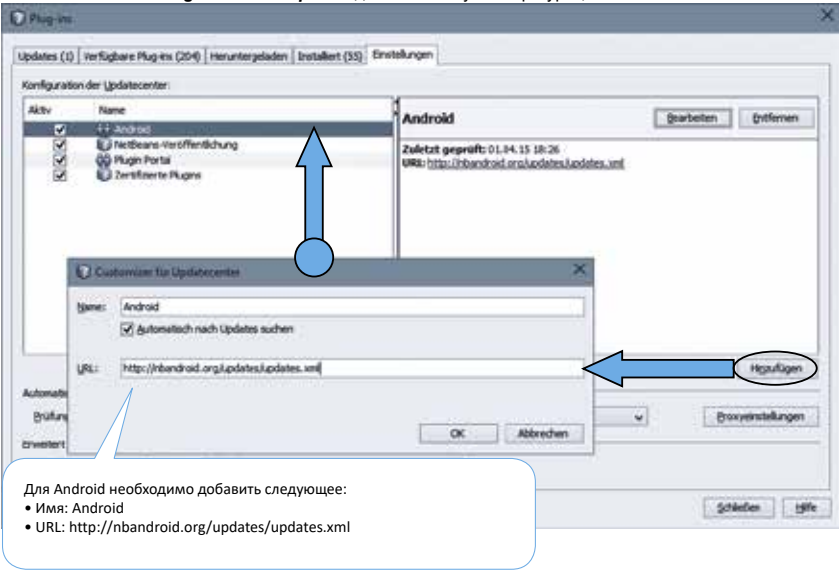 Plug-ins
Updates (1) Verfügbare Plug-ins (204) Heruntergeladen Installiert (55) Einstellungen
Konfiguration der Updatecenter:
Aktiv Name
Android
NetBeans-Veröffentlichung
Plugin Portal
Zertifizierte Plugins
Android
Bearbeiten Entfernen
Zuletzt geprüft: 01.04.15 18:26
URL: http://nbandroid.org/updates/updates.xml
Customizer für Updatecenter
Name: Android
Automatisch nach Updates suchen
URL: http://nbandroid.org/updates/updates.xml
OK Abbrechen
Hinzufügen
Proxyeinstellungen
Для Android необходимо добавить следующее:
• Имя: Android
• URL: http://nbandroid.org/updates/updates.xml
Schließen Hilfe